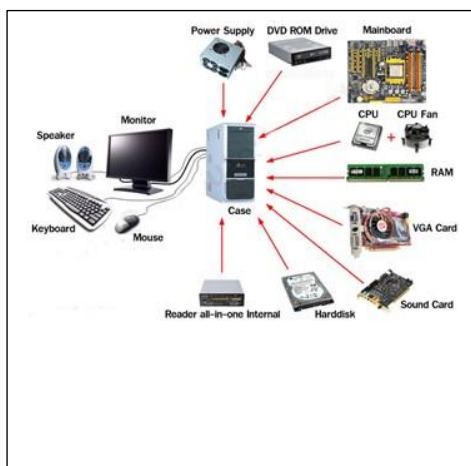 Power Supply
DVD ROM Drive
Mainboard
CPU
CPU Fan
+
Monitor
Speaker
RAM
Case
Keyboard
Mouse
VGA Card
Reader all-in-one Internal
Harddisk
Sound Card